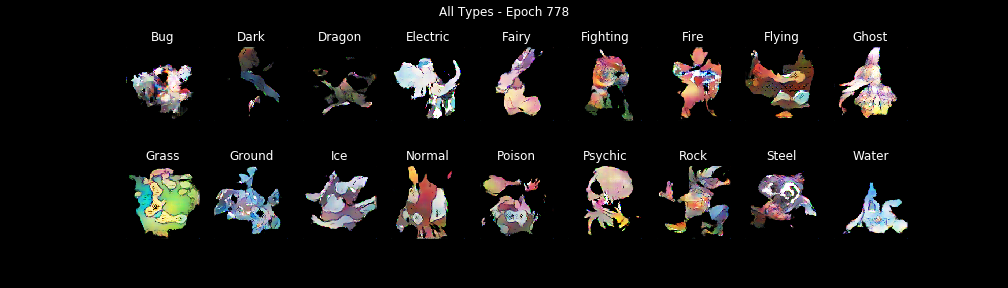 All Types - Epoch 778
Bug Dark Dragon Electric Fairy Fighting Fire Flying Ghost
Grass Ground Ice Normal Poison Psychic Rock Steel Water